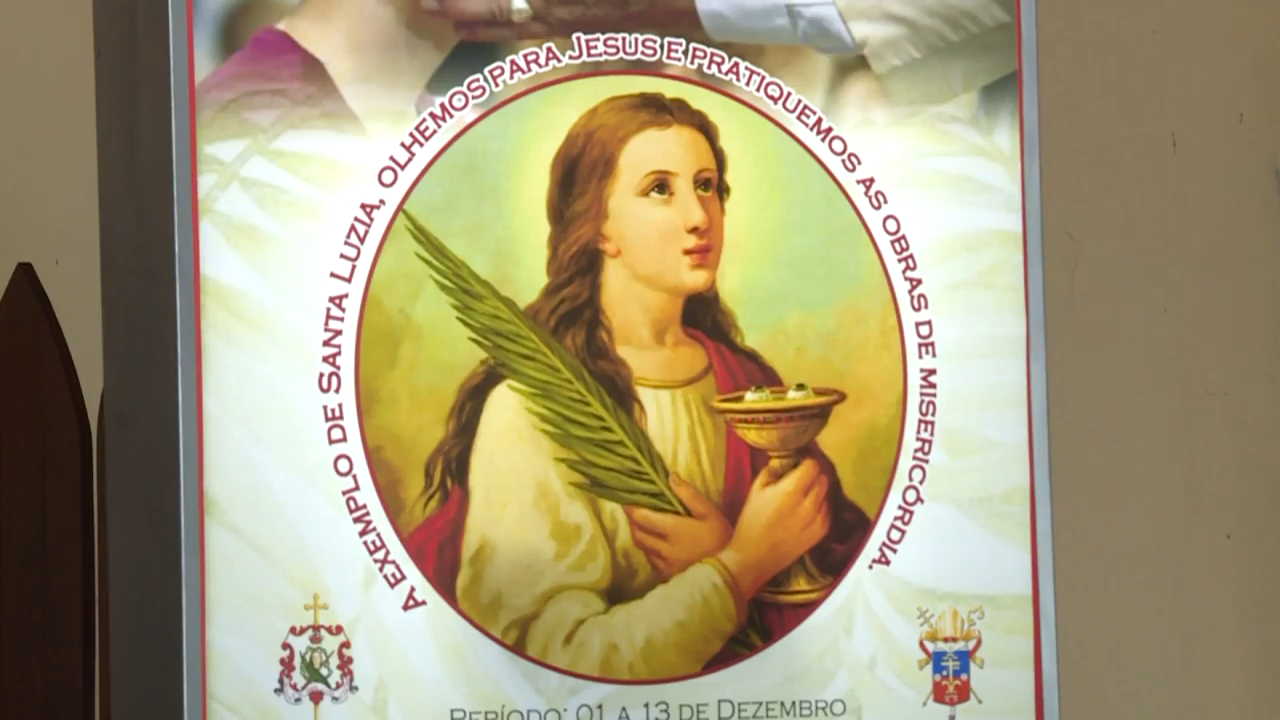 A EXEMPLO DE SANTA LUZIA, OLHEMOS PARA JESUS E PRATIQUEMOS AS OBRAS DE MISERICÓRDIA.
PERÍODO: 01 A 13 DE DEZEMBRO